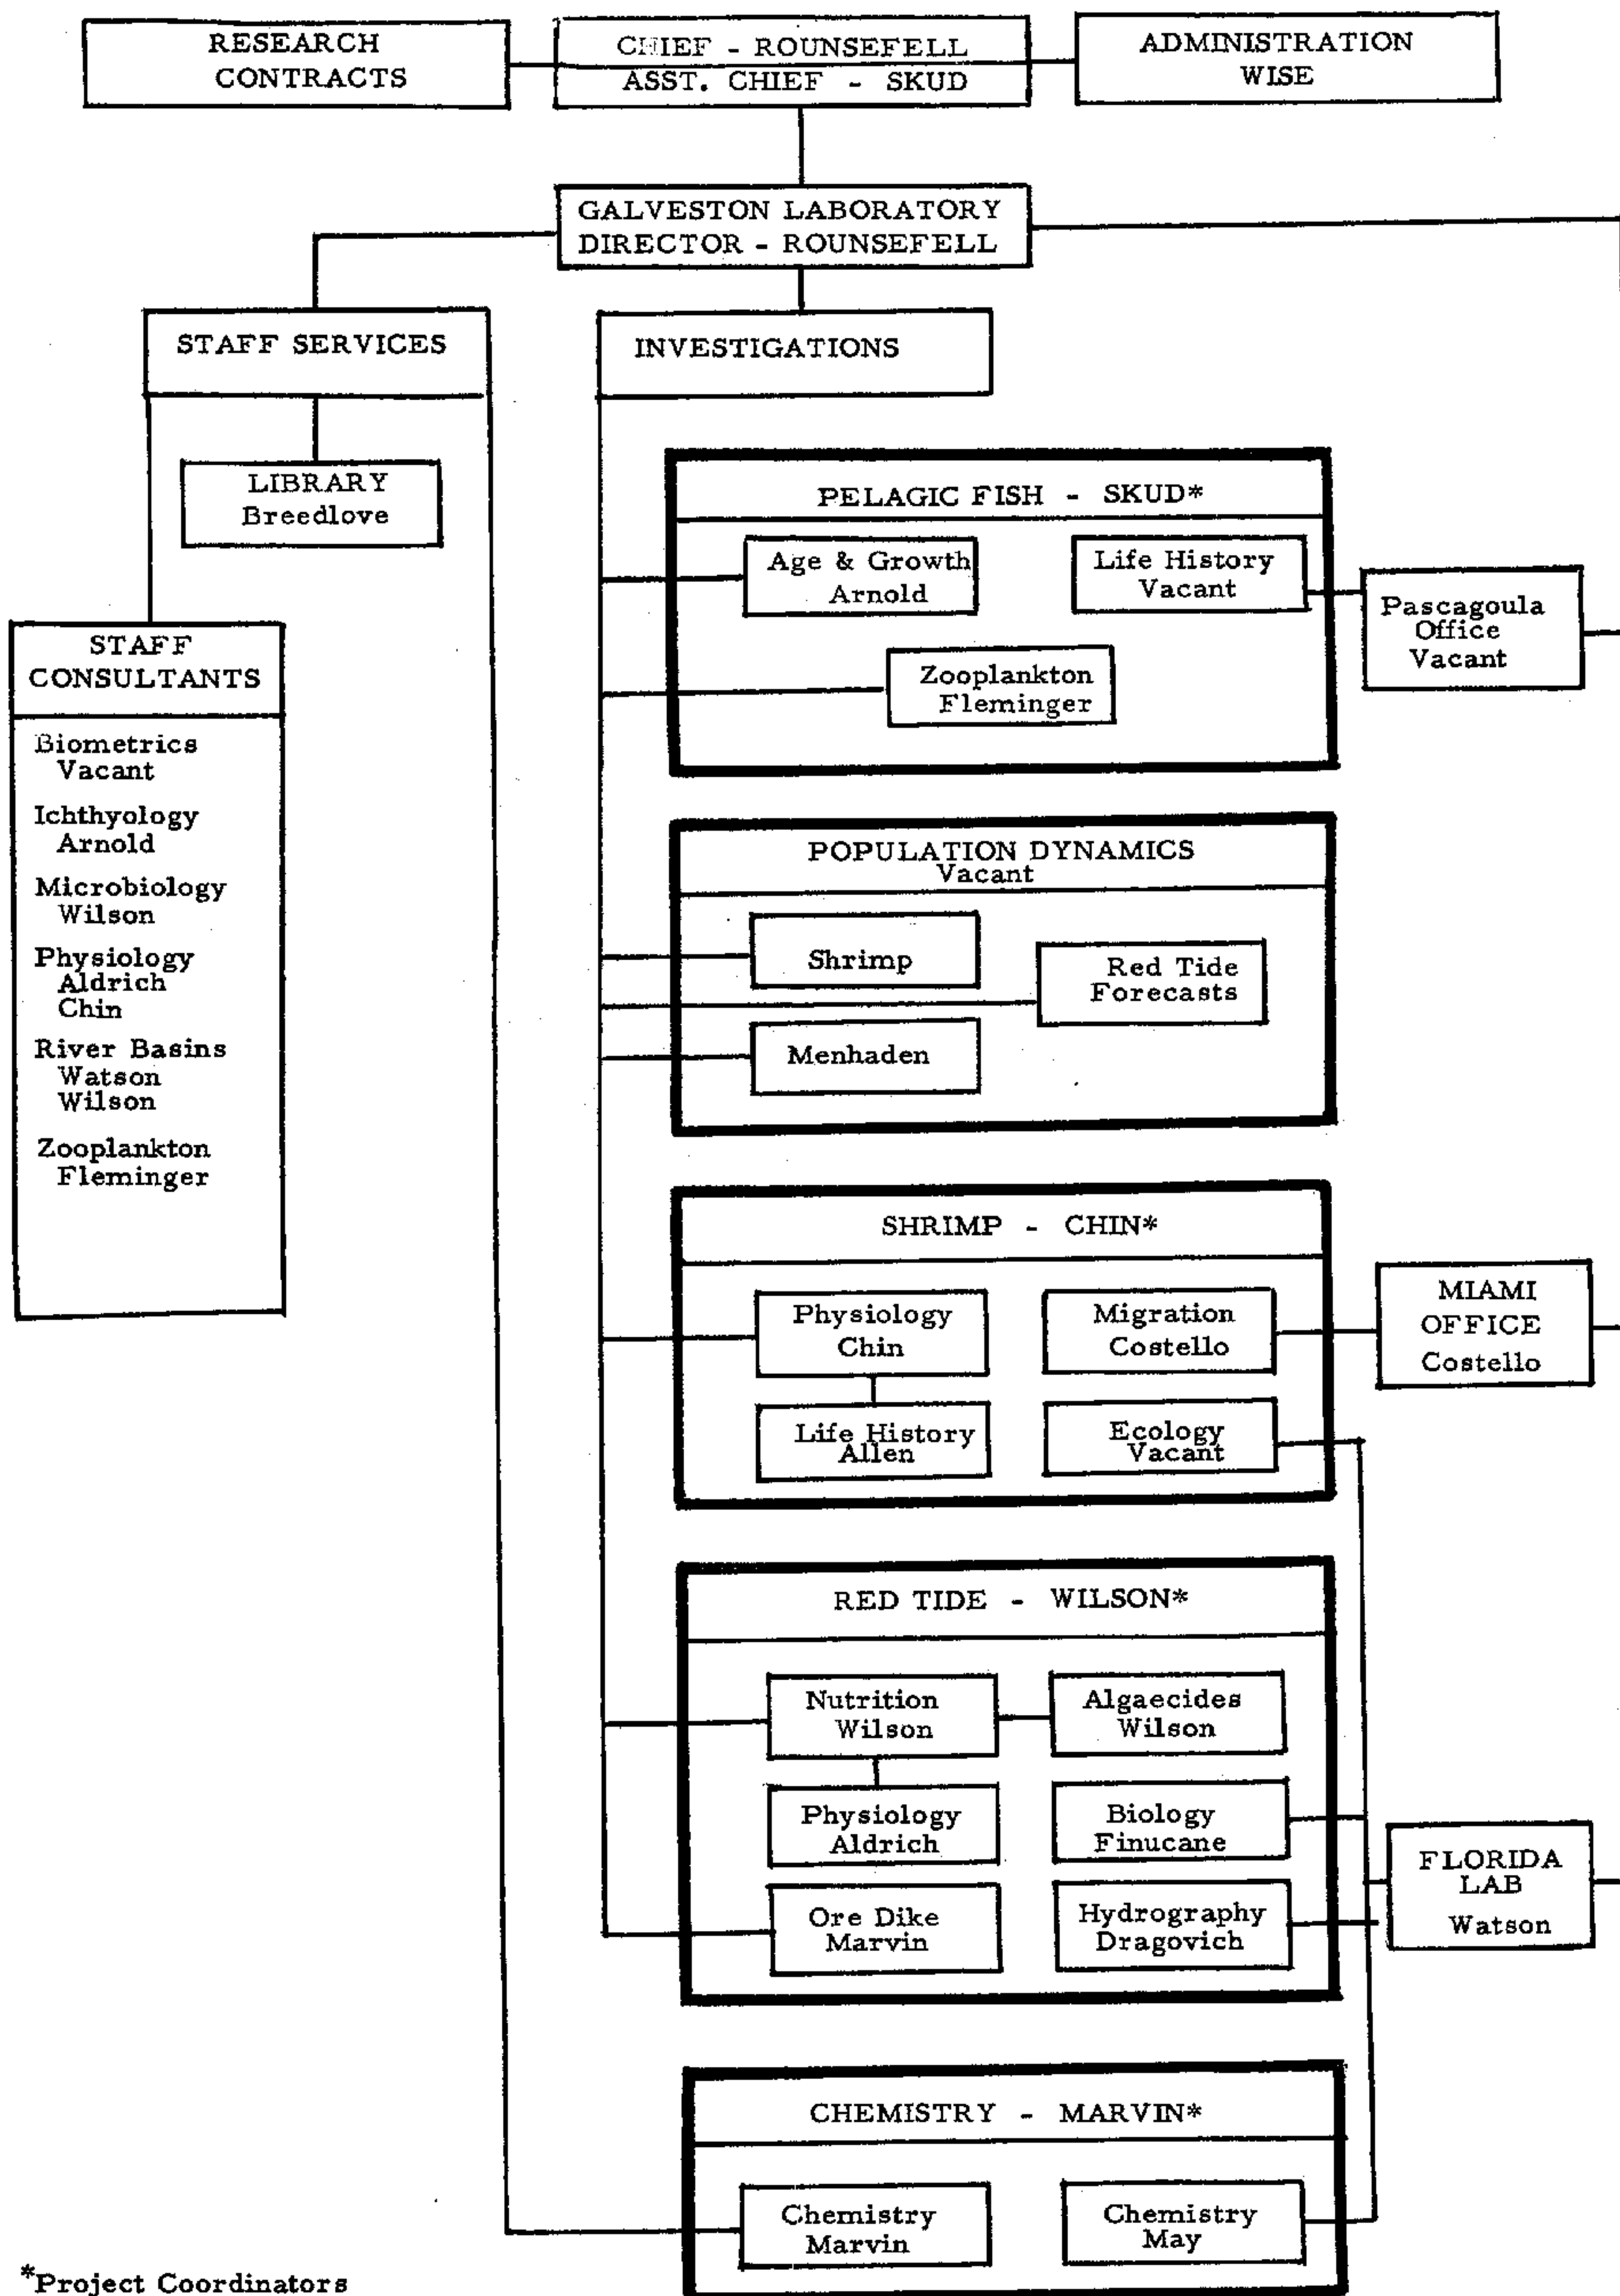 RESEARCH
CONTRACTS
CHIEF - ROUNSEFELL
ASST. CHIEF - SKUD
ADMINISTRATION
WISE
GALVESTON LABORATORY
DIRECTOR - ROUNSEFELL
STAFF SERVICES
INVESTIGATIONS
LIBRARY
Breedlove
STAFF
CONSULTANTS
Biometrics
Vacant
Ichthyology
Arnold
Microbiology
Wilson
Physiology
Aldrich
Chin
River Basins
Watson
Wilson
Zooplankton
Fleminger
PELAGIC FISH - SKUD*
Age & Growth
Arnold
Life History
Vacant
Zooplankton
Fleminger
Pascagoula
Office
Vacant
POPULATION DYNAMICS
Vacant
Shrimp
Red Tide
Forecasts
Menhaden
SHRIMP - CHIN*
Physiology
Chin
Migration
Costello
Life History
Allen
Ecology
Vacant
MIAMI
OFFICE
Costello
RED TIDE - WILSON*
Nutrition
Wilson
Algaecides
Wilson
Physiology
Aldrich
Biology
Finucane
Ore Dike
Marvin
Hydrography
Dragovich
FLORIDA
LAB
Watson
CHEMISTRY - MARVIN*
Chemistry
Marvin
Chemistry
May
*Project Coordinators